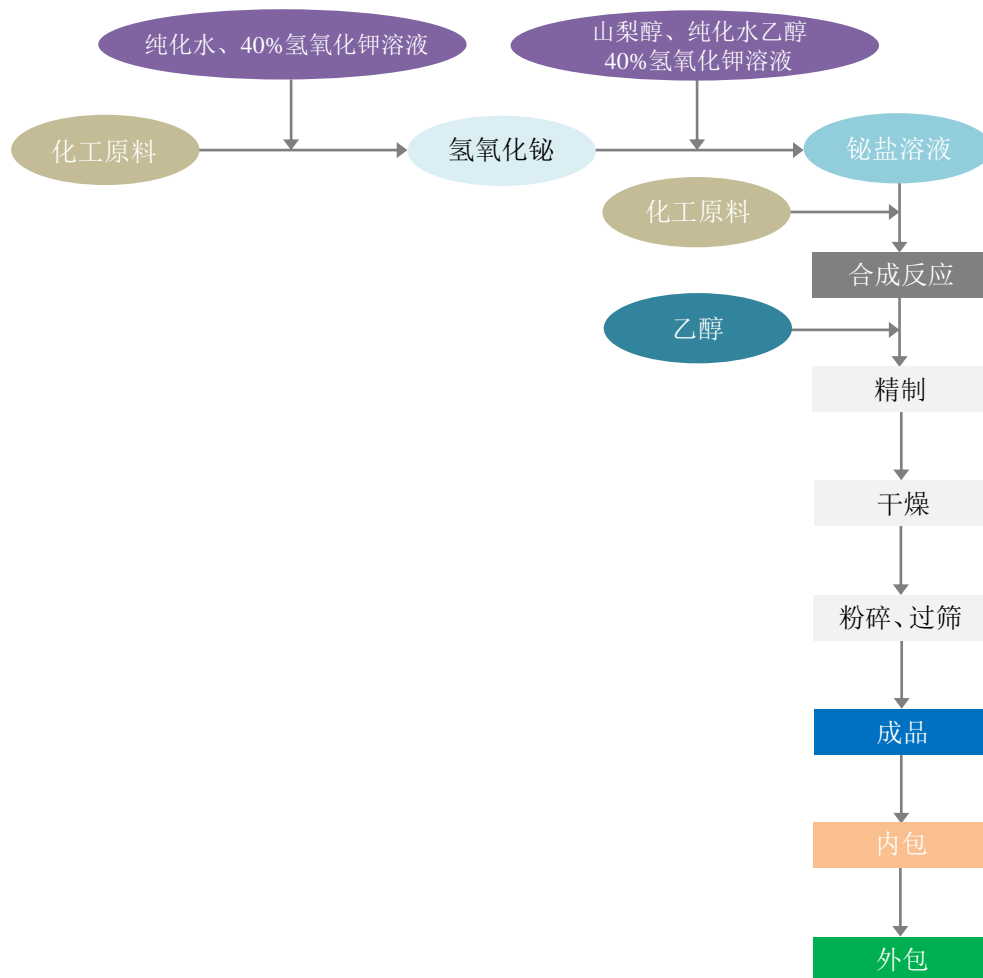 纯化水、40%氢氧化钾溶液
山梨醇、纯化水乙醇
40%氢氧化钾溶液
化工原料
氢氧化铋
铋盐溶液
化工原料
合成反应
乙醇
精制
干燥
粉碎、过筛
成品
内包
外包